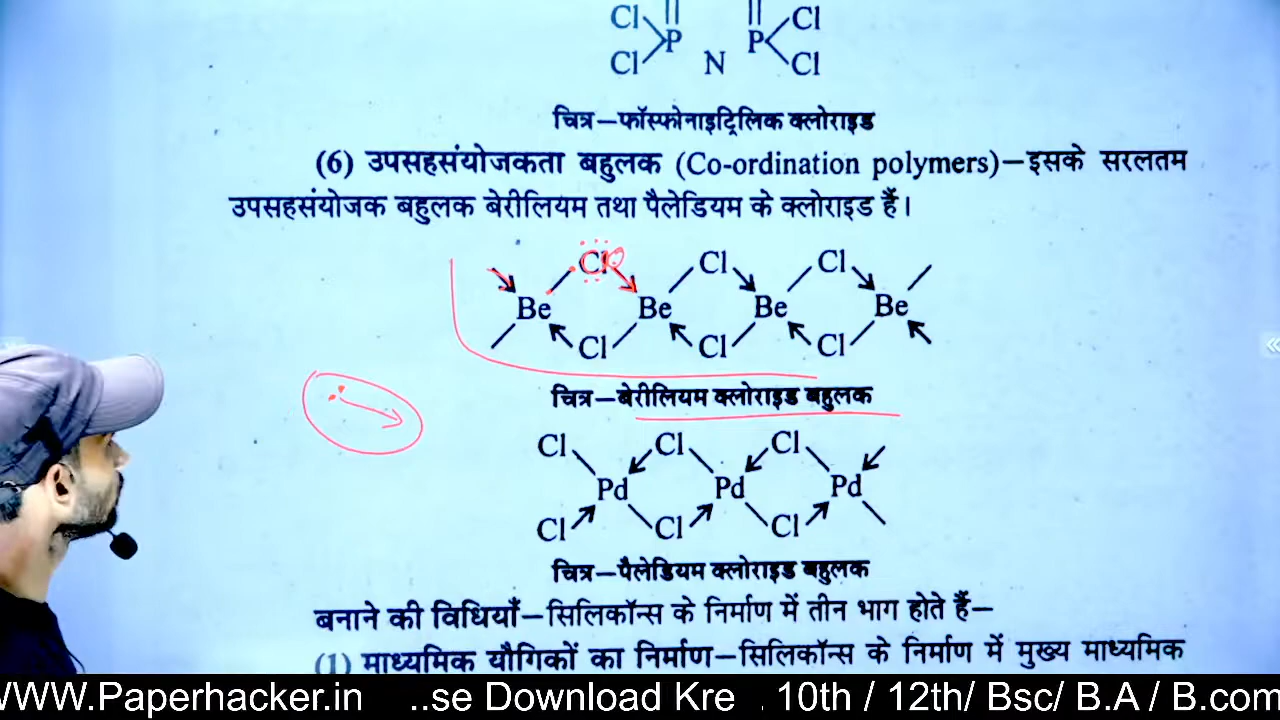 Cl Cl
P P
Cl N Cl
चित्र—फॉस्फोनाइट्रिलिक क्लोराइड
(6) उपसहसंयोजकता बहुलक (Co-ordination polymers)—इसके सरलतम
उपसहसंयोजक बहुलक बेरीलियम तथा पैलेडियम के क्लोराइड हैं।
Cl Cl Cl
Be Be Be Be
Cl Cl Cl
चित्र—बेरीलियम क्लोराइड बहुलक
Cl Cl Cl
Pd Pd Pd
Cl Cl Cl
चित्र—पैलेडियम क्लोराइड बहुलक
बनाने की विधियाँ—सिलिकॉन्स के निर्माण में तीन भाग होते हैं—
(1) माध्यमिक यौगिकों का निर्माण—सिलिकॉन्स के निर्माण में मुख्य माध्यमिक
WWW.Paperhacker.in ..se Download Kre . 10th / 12th/ Bsc/ B.A / B.com